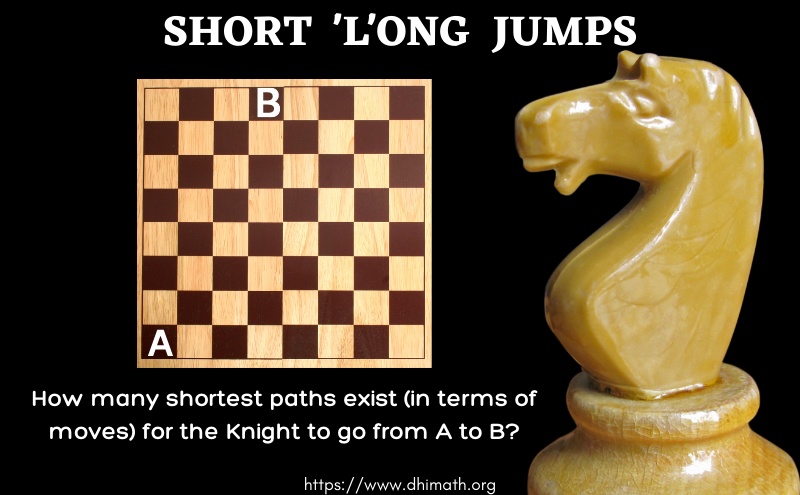 SHORT 'L'ONG JUMPS
B
A
How many shortest paths exist (in terms of
moves) for the Knight to go from A to B?
https://www.dhimath.org